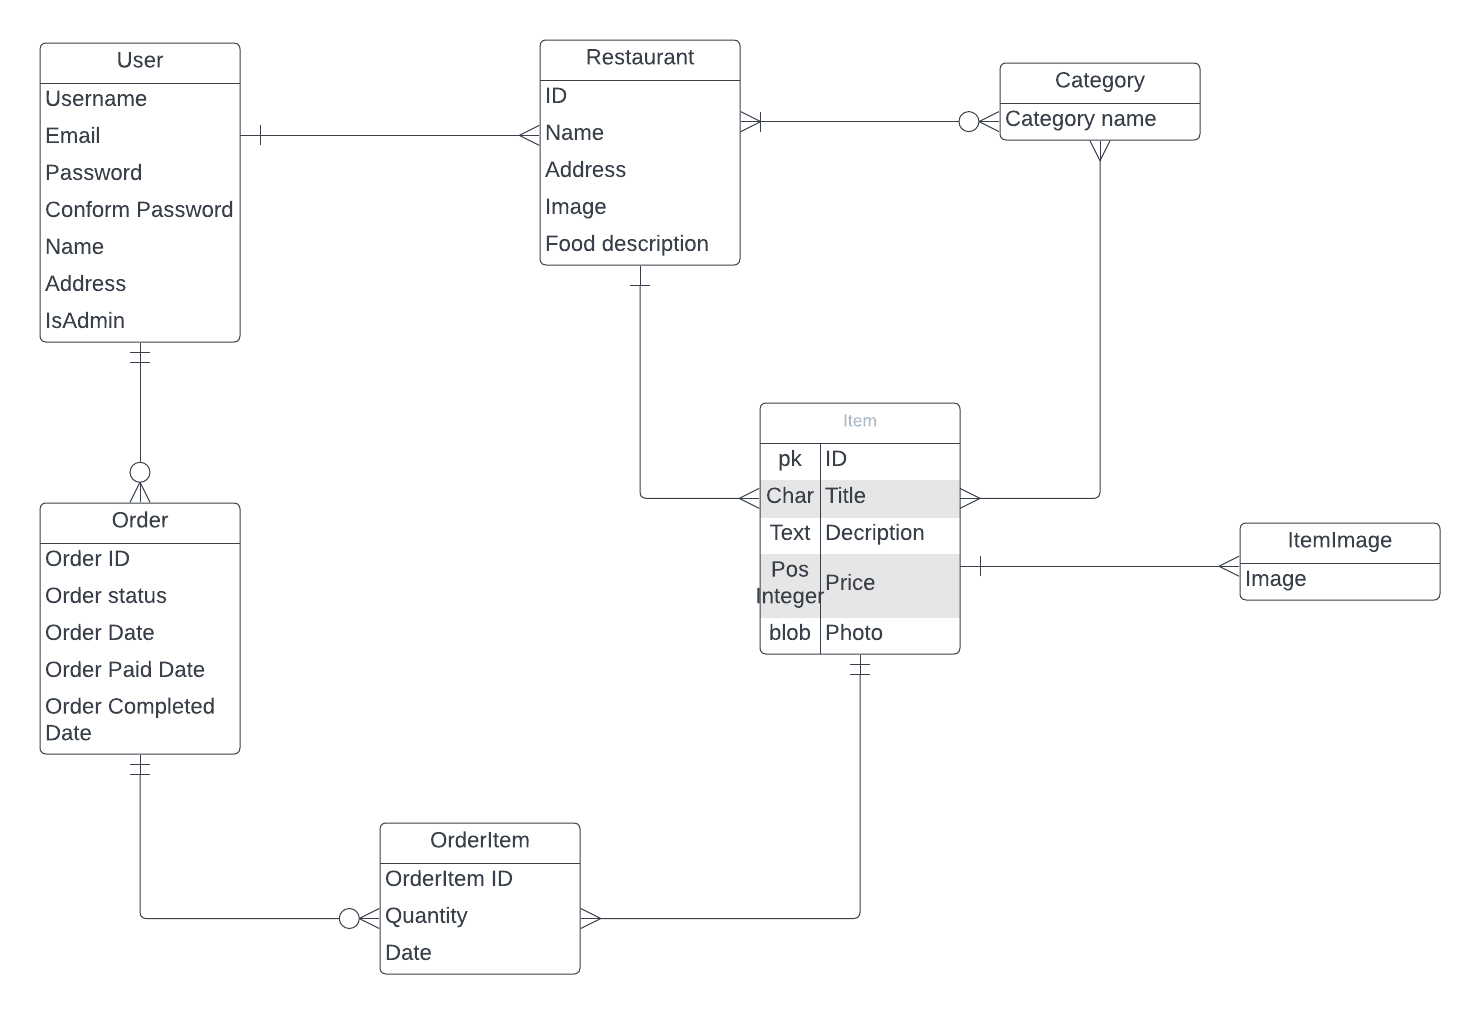 User
Username
Email
Password
Conform Password
Name
Address
IsAdmin
Restaurant
ID
Name
Address
Image
Food description
Category
Category name
Item
pk ID
Char Title
Text Decription
Pos
Integer Price
blob Photo
ItemImage
Image
Order
Order ID
Order status
Order Date
Order Paid Date
Order Completed
Date
OrderItem
OrderItem ID
Quantity
Date